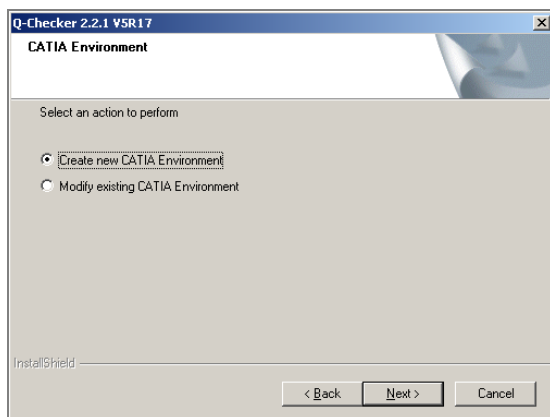 Q-Checker 2.2.1 V5R17
CATIA Environment
Select an action to perform
Create new CATIA Environment
Modify existing CATIA Environment
InstallShield
< Back Next > Cancel